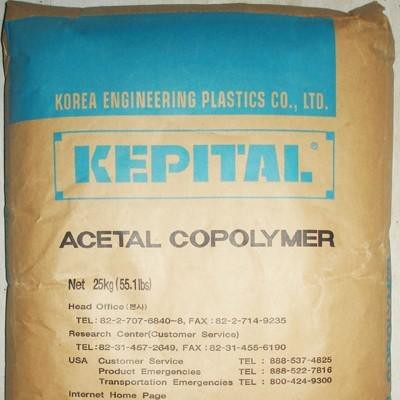 KOREA ENGINEERING PLASTICS CO., LTD.
KEPITAL®
ACETAL COPOLYMER
Net 25kg(55.1lbs)
Head Office(본사)
TEL:82-2-707-6840~8, FAX:82-2-714-9235
Research Center(Customer Service)
TEL:82-31-457-2649, FAX:82-31-455-6190
USA Customer Service TEL : 888-537-4825
Product Emergencies TEL : 888-522-7816
Transportation Emergencies TEL : 800-424-9300
Internet Home Page